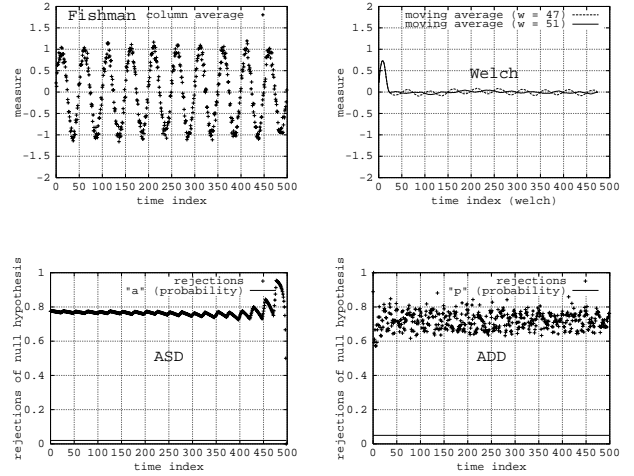 Fishman column average
measure
2
1.5
1
0.5
0
−0.5
−1
−1.5
−2
0 50 100 150 200 250 300 350 400 450 500
time index
moving average (w = 47)
moving average (w = 51)
Welch
measure
2
1.5
1
0.5
0
−0.5
−1
−1.5
−2
0 50 100 150 200 250 300 350 400 450 500
time index (welch)
rejections
"a" (probability)
ASD
rejections of null hypothesis
1
0.8
0.6
0.4
0.2
0
0 50 100 150 200 250 300 350 400 450 500
time index
rejections
"p" (probability)
ADD
rejections of null hypothesis
1
0.8
0.6
0.4
0.2
0
0 50 100 150 200 250 300 350 400 450 500
time index